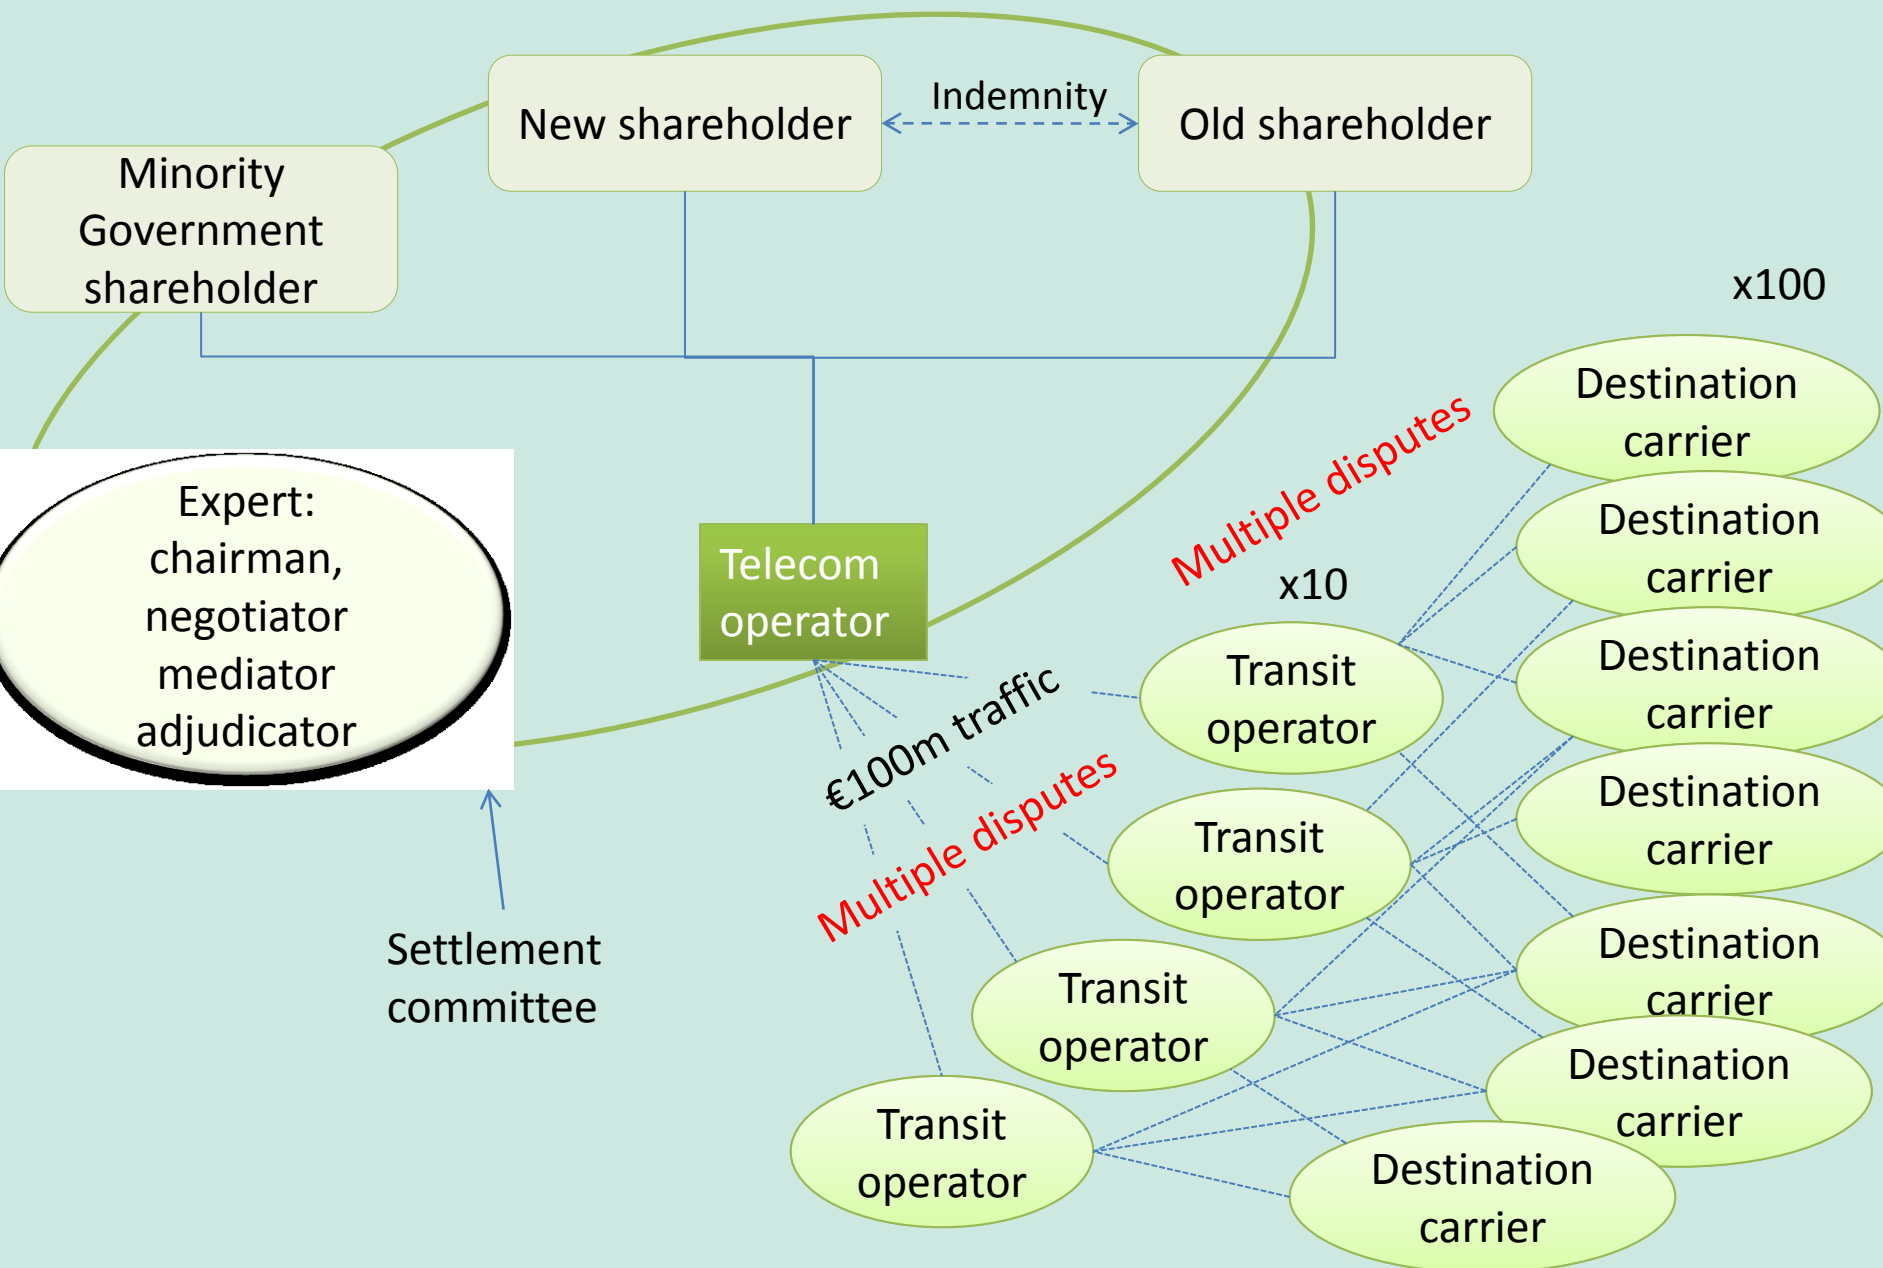 New shareholder
Indemnity
Old shareholder
Minority
Government
shareholder
x100
Destination
carrier
Multiple disputes
Expert:
chairman,
negotiator
mediator
adjudicator
Telecom
operator
x10
Destination
carrier
Transit
operator
Destination
carrier
€100m traffic
Multiple disputes
Transit
operator
Destination
carrier
Settlement
committee
Transit
operator
Destination
carrier
Destination
carrier
Transit
operator
Destination
carrier